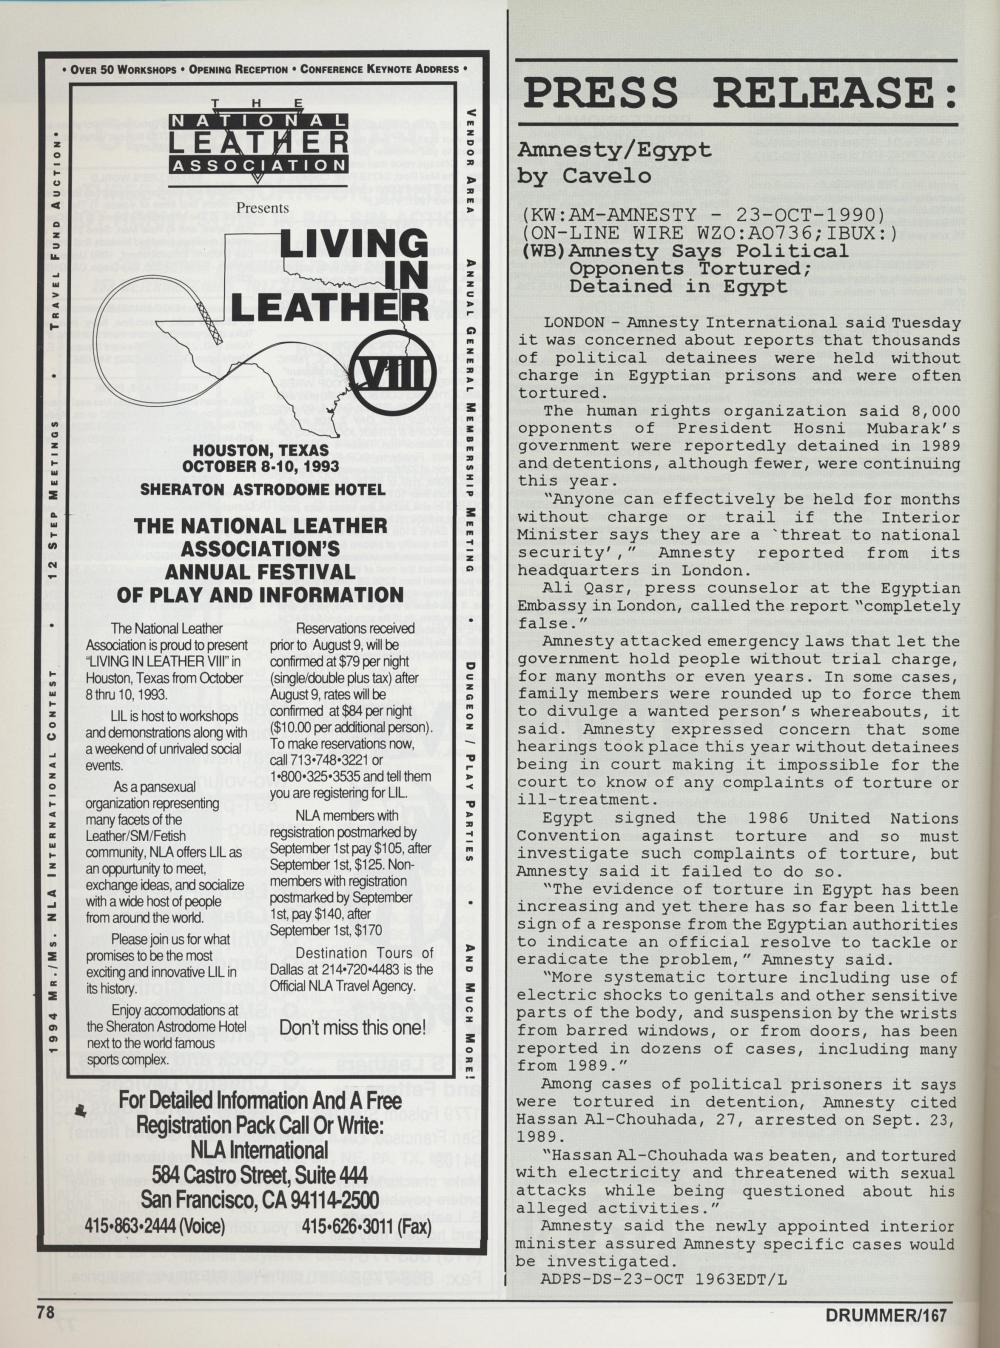 • OVER 50 WORKSHOPS • OPENING RECEPTION • CONFERENCE KEYNOTE ADDRESS •
1994 MR./MS. NLA INTERNATIONAL CONTEST • 12 STEP MEETINGS • TRAVEL FUND AUCTION•
VENDOR AREA ANNUAL GENERAL MEMBERSHIP MEETING • DUNGEON / PLAY PARTIES • AND MUCH MORE!
THE
NATIONAL
LEATHER
ASSOCIATION
Presents
LIVING
IN
LEATHER
VIII
HOUSTON, TEXAS
OCTOBER 8-10, 1993
SHERATON ASTRODOME HOTEL
THE NATIONAL LEATHER
ASSOCIATION'S
ANNUAL FESTIVAL
OF PLAY AND INFORMATION
The National Leather
Association is proud to present
"LIVING IN LEATHER VIII" in
Houston, Texas from October
8 thru 10, 1993.
LIL is host to workshops
and demonstrations along with
a weekend of unrivaled social
events.
As a pansexual
organization representing
many facets of the
Leather/SM/Fetish
community, NLA offers LIL as
an oppurtunity to meet,
exchange ideas, and socialize
with a wide host of people
from around the world.
Please join us for what
promises to be the most
exciting and innovative LIL in
its history.
Enjoy accomodations at
the Sheraton Astrodome Hotel
next to the world famous
sports complex.
Reservations received
prior to August 9, will be
confirmed at $79 per night
(single/double plus tax) after
August 9, rates will be
confirmed at $84 per night
($10.00 per additional person).
To make reservations now,
call 713•748•3221 or
1•800•325•3535 and tell them
you are registering for LIL.
NLA members with
regsistration postmarked by
September 1st pay $105, after
September 1st, $125. Non-
members with registration
postmarked by September
1st, pay $140, after
September 1st, $170
Destination Tours of
Dallas at 214•720•4483 is the
Official NLA Travel Agency.
Don't miss this one!
For Detailed Information And A Free
Registration Pack Call Or Write:
NLA International
584 Castro Street, Suite 444
San Francisco, CA 94114-2500
415•863•2444 (Voice) 415•626•3011 (Fax)
PRESS RELEASE:
Amnesty/Egypt
by Cavelo
(KW:AM-AMNESTY - 23-OCT-1990)
(ON-LINE WIRE WZO:AO736;IBUX:)
(WB)Amnesty Says Political
Opponents Tortured;
Detained in Egypt
LONDON - Amnesty International said Tuesday
it was concerned about reports that thousands
of political detainees were held without
charge in Egyptian prisons and were often
tortured.
The human rights organization said 8,000
opponents of President Hosni Mubarak's
government were reportedly detained in 1989
and detentions, although fewer, were continuing
this year.
"Anyone can effectively be held for months
without charge or trail if the Interior
Minister says they are a `threat to national
security'," Amnesty reported from its
headquarters in London.
Ali Qasr, press counselor at the Egyptian
Embassy in London, called the report "completely
false."
Amnesty attacked emergency laws that let the
government hold people without trial charge,
for many months or even years. In some cases,
family members were rounded up to force them
to divulge a wanted person's whereabouts, it
said. Amnesty expressed concern that some
hearings took place this year without detainees
being in court making it impossible for the
court to know of any complaints of torture or
ill-treatment.
Egypt signed the 1986 United Nations
Convention against torture and so must
investigate such complaints of torture, but
Amnesty said it failed to do so.
"The evidence of torture in Egypt has been
increasing and yet there has so far been little
sign of a response from the Egyptian authorities
to indicate an official resolve to tackle or
eradicate the problem," Amnesty said.
"More systematic torture including use of
electric shocks to genitals and other sensitive
parts of the body, and suspension by the wrists
from barred windows, or from doors, has been
reported in dozens of cases, including many
from 1989."
Among cases of political prisoners it says
were tortured in detention, Amnesty cited
Hassan Al-Chouhada, 27, arrested on Sept. 23,
1989.
"Hassan Al-Chouhada was beaten, and tortured
with electricity and threatened with sexual
attacks while being questioned about his
alleged activities."
Amnesty said the newly appointed interior
minister assured Amnesty specific cases would
be investigated.
ADPS-DS-23-OCT 1963EDT/L
78
DRUMMER/167